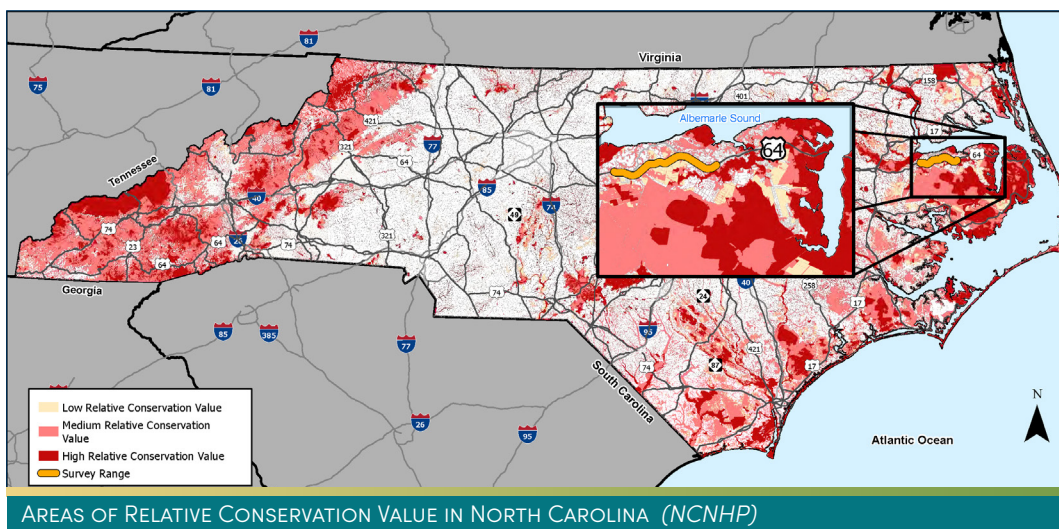 81
Virginia
75
81
158
401
421
Albemarle Sound
17
77
64
321
64
64
Tennessee
85
40
74
49
74
321
23
26
64
74
64
Georgia
40
258
74
24
17
95
85
385
77
421
74
87
17
South Carolina
26
95
N
Atlantic Ocean
Low Relative Conservation Value
Medium Relative Conservation
Value
High Relative Conservation Value
Survey Range
AREAS OF RELATIVE CONSERVATION VALUE IN NORTH CAROLINA (NCNHP)